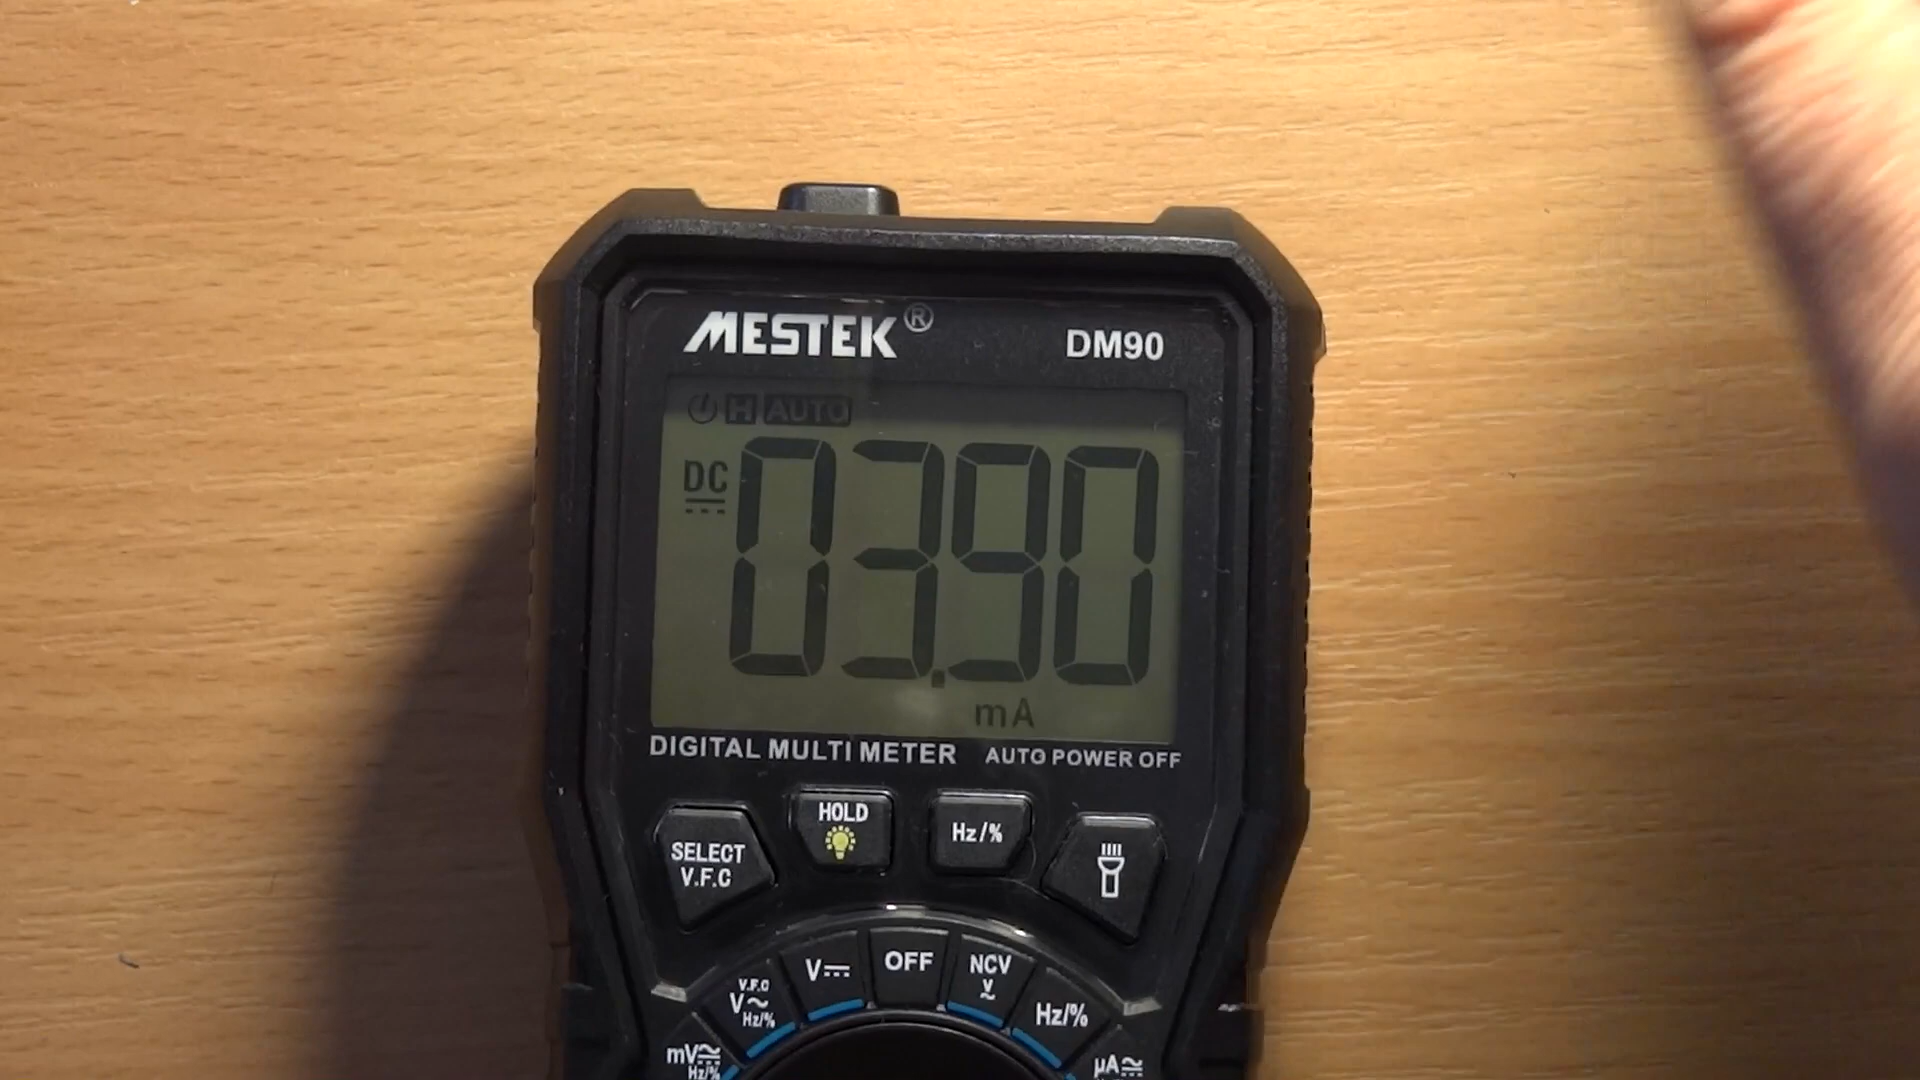 MESTEK®
DM90
H AUTO
DC
03.90
mA
DIGITAL MULTI METER
AUTO POWER OFF
SELECT
V.F.C
HOLD
Hz/%
OFF
V
NCV
V
V.F.C
V
Hz/%
Hz/%
mV
Hz/%
µA